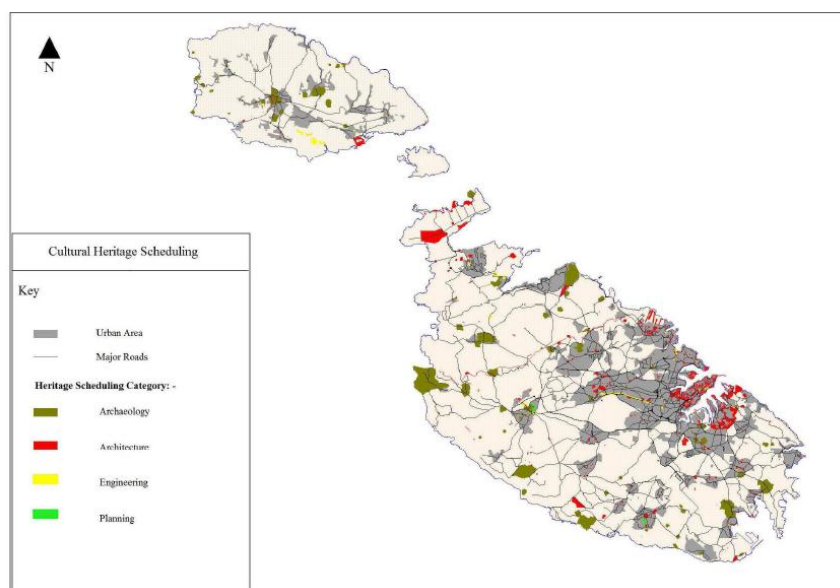 N
Cultural Heritage Scheduling
Key
Urban Area
Major Roads
Heritage Scheduling Category: -
Archaeology
Architecture
Engineering
Planning